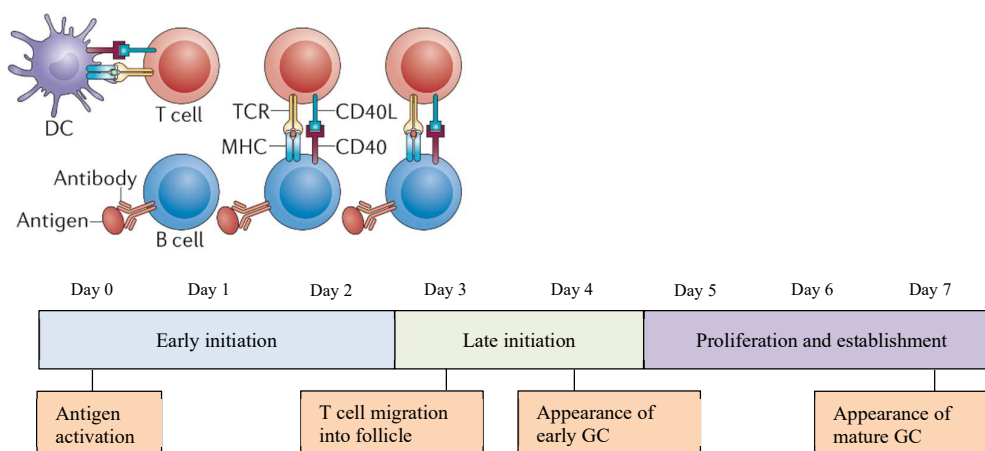 DC
T cell
TCR
CD40L
MHC
CD40
Antibody
Antigen
B cell
Day 0
Day 1
Day 2
Day 3
Day 4
Day 5
Day 6
Day 7
Early initiation
Late initiation
Proliferation and establishment
Antigen
activation
T cell migration
into follicle
Appearance of
early GC
Appearance of
mature GC